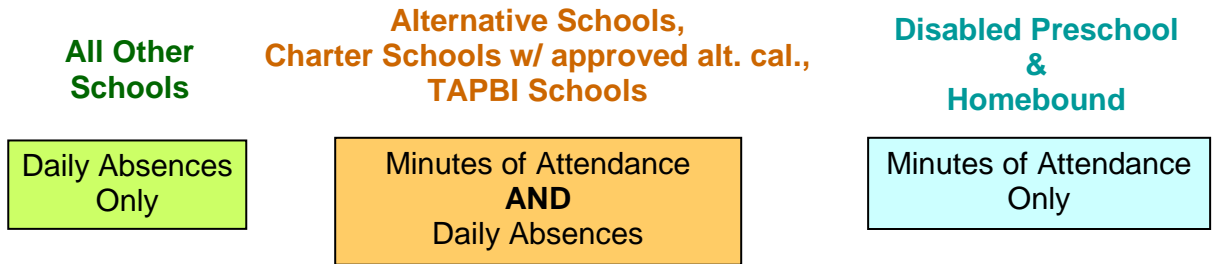 All Other
Schools
Daily Absences
Only
Alternative Schools,
Charter Schools w/ approved alt. cal.,
TAPBI Schools
Minutes of Attendance
AND
Daily Absences
Disabled Preschool
&
Homebound
Minutes of Attendance
Only